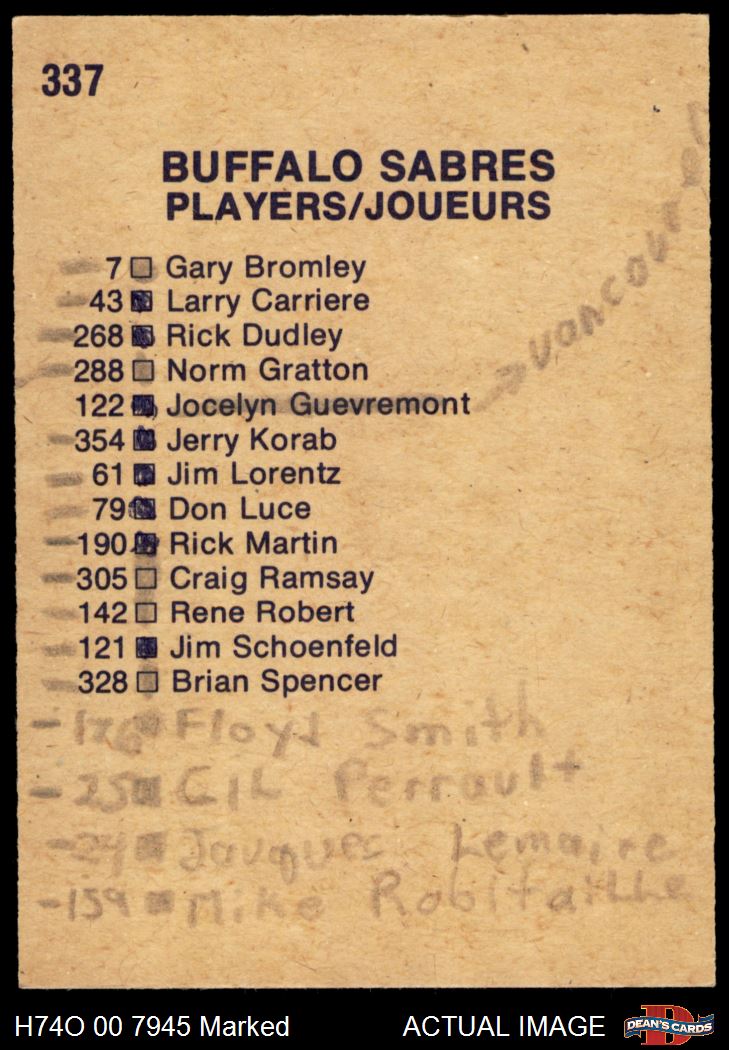 337
BUFFALO SABRES
PLAYERS/JOUEURS
7 Gary Bromley
43 Larry Carriere
268 Rick Dudley
288 Norm Gratton
122 Jocelyn Guevremont → Vancouver
354 Jerry Korab
61 Jim Lorentz
79 Don Luce
190 Rick Martin
305 Craig Ramsay
142 Rene Robert
121 Jim Schoenfeld
328 Brian Spencer
Floyd Smith
-25 GIL Perrault
-24 Lemaire
-159 Mike Robitaille
H74O 00 7945 Marked
ACTUAL IMAGE
D
DEAN'S CARDS